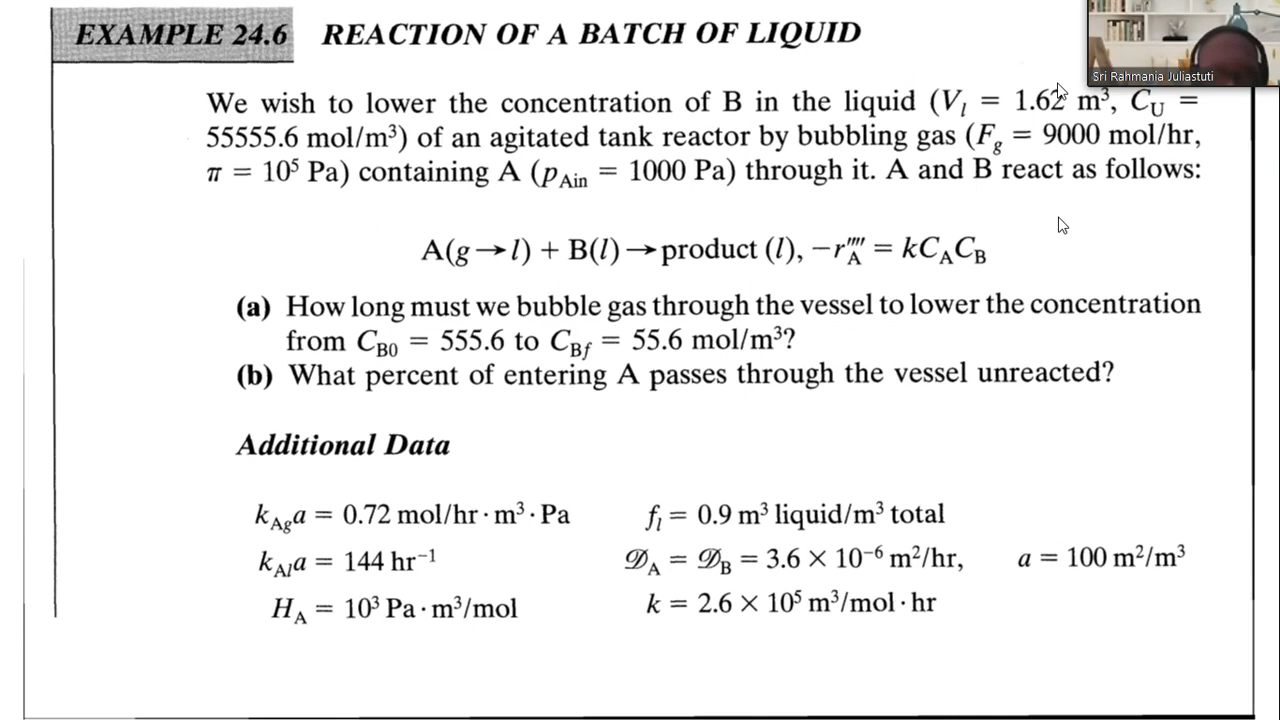 EXAMPLE 24.6 REACTION OF A BATCH OF LIQUID
Sri Rahmania Juliastuti
We wish to lower the concentration of B in the liquid (V_l = 1.62 m³, C_U =
55555.6 mol/m³) of an agitated tank reactor by bubbling gas (F_g = 9000 mol/hr,
π = 10⁵ Pa) containing A (p_Ain = 1000 Pa) through it. A and B react as follows:
A(g→l) + B(l)→product (l), −r_A'''' = kC_AC_B
(a) How long must we bubble gas through the vessel to lower the concentration
from C_B0 = 555.6 to C_Bf = 55.6 mol/m³?
(b) What percent of entering A passes through the vessel unreacted?
Additional Data
k_Ag a = 0.72 mol/hr·m³·Pa f_l = 0.9 m³ liquid/m³ total
k_Al a = 144 hr⁻¹ 𝒟_A = 𝒟_B = 3.6 × 10⁻⁶ m²/hr, a = 100 m²/m³
H_A = 10³ Pa·m³/mol k = 2.6 × 10⁵ m³/mol·hr